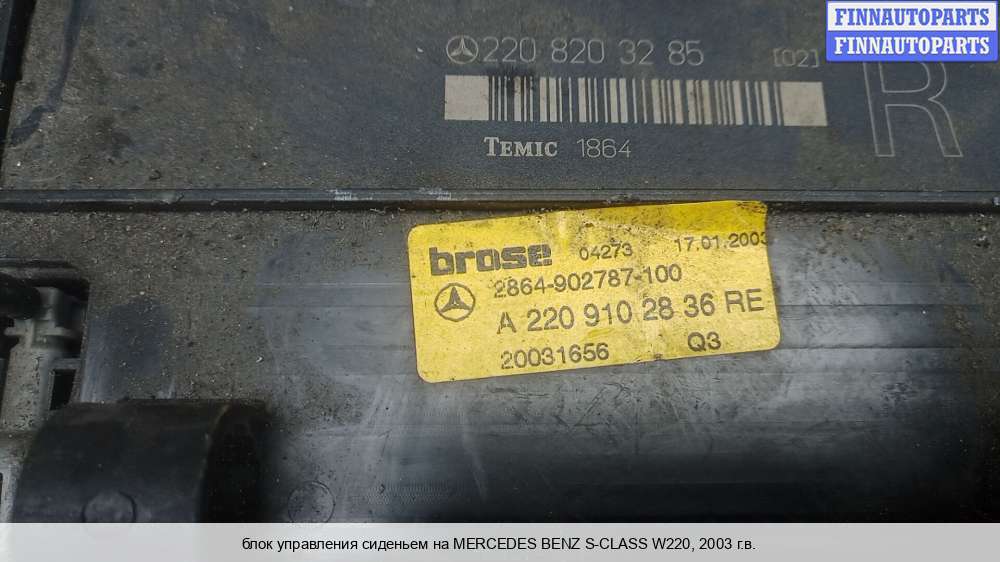 FINNAUTOPARTS
FINNAUTOPARTS
220 820 32 85 [02]
R
TEMIC 1864
brose 04273 17.01.2003
2864-902787-100
A 220 910 28 36 RE
20031656 Q3
блок управления сиденьем на MERCEDES BENZ S-CLASS W220, 2003 г.в.